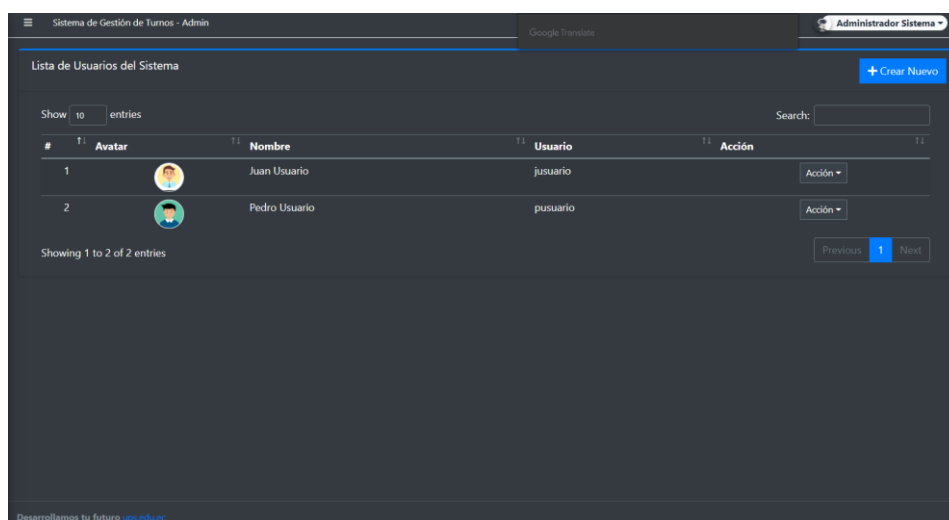 Sistema de Gestión de Turnos - Admin
Google Translate
Administrador Sistema
Lista de Usuarios del Sistema
+ Crear Nuevo
Show 10 entries
Search:
# Avatar Nombre Usuario Acción
1 Juan Usuario jusuario Acción
2 Pedro Usuario pusuario Acción
Showing 1 to 2 of 2 entries
Previous 1 Next
Desarrollamos tu futuro ups.edu.ec